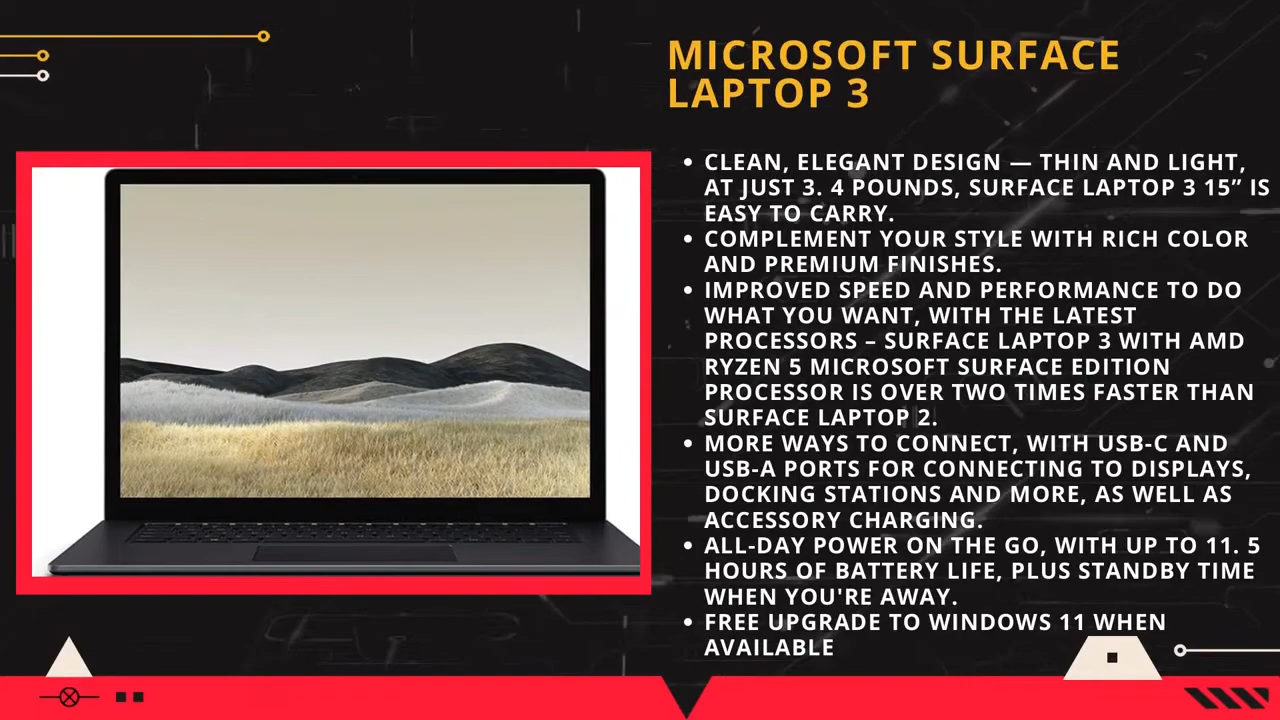 MICROSOFT SURFACE
LAPTOP 3
• CLEAN, ELEGANT DESIGN — THIN AND LIGHT,
AT JUST 3. 4 POUNDS, SURFACE LAPTOP 3 15” IS
EASY TO CARRY.
• COMPLEMENT YOUR STYLE WITH RICH COLOR
AND PREMIUM FINISHES.
• IMPROVED SPEED AND PERFORMANCE TO DO
WHAT YOU WANT, WITH THE LATEST
PROCESSORS – SURFACE LAPTOP 3 WITH AMD
RYZEN 5 MICROSOFT SURFACE EDITION
PROCESSOR IS OVER TWO TIMES FASTER THAN
SURFACE LAPTOP 2.
• MORE WAYS TO CONNECT, WITH USB-C AND
USB-A PORTS FOR CONNECTING TO DISPLAYS,
DOCKING STATIONS AND MORE, AS WELL AS
ACCESSORY CHARGING.
• ALL-DAY POWER ON THE GO, WITH UP TO 11. 5
HOURS OF BATTERY LIFE, PLUS STANDBY TIME
WHEN YOU'RE AWAY.
• FREE UPGRADE TO WINDOWS 11 WHEN
AVAILABLE